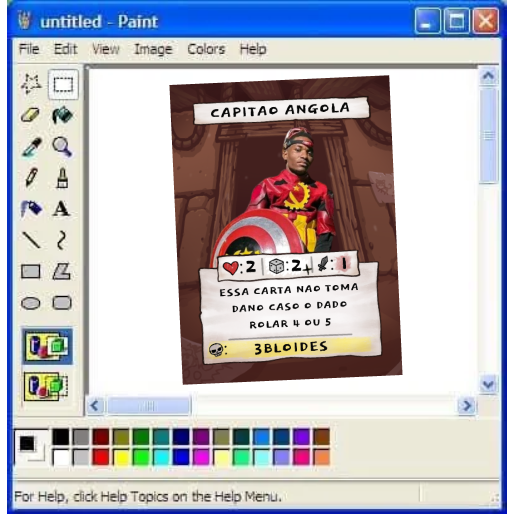 untitled - Paint
File Edit View Image Colors Help
CAPITAO ANGOLA
:2 :2+ :1
ESSA CARTA NAO TOMA
DANO CASO O DADO
ROLAR 4 OU 5
: 3BLOIDES
A
For Help, click Help Topics on the Help Menu.